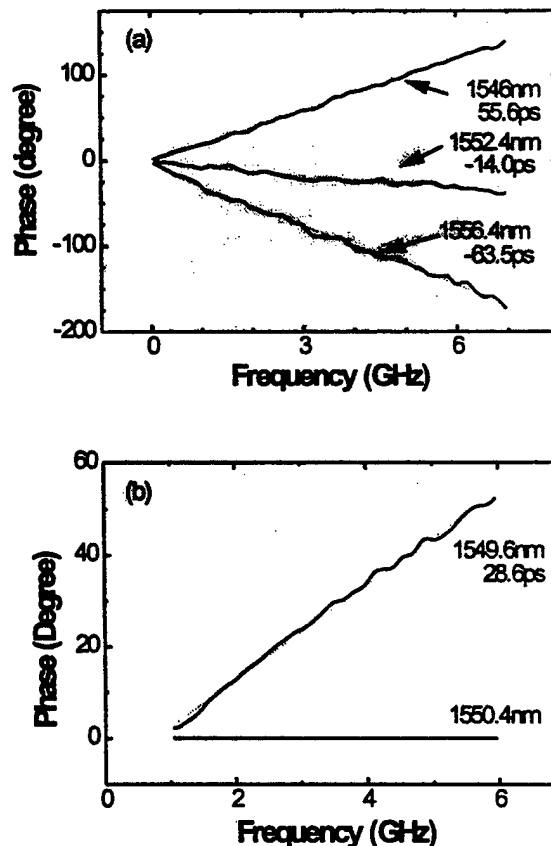 (a)
100
0
-100
-200
Phase (degree)
1546nm
55.6ps
1552.4nm
-14.0ps
1556.4nm
-63.5ps
0 3 6
Frequency (GHz)
(b)
60
40
20
0
Phase (Degree)
1549.6nm
28.6ps
1550.4nm
0 2 4 6
Frequency (GHz)